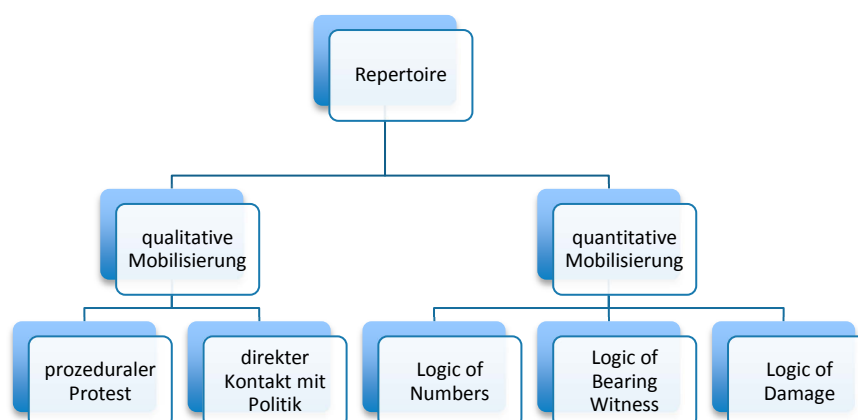 Repertoire
qualitative
Mobilisierung
quantitative
Mobilisierung
prozeduraler
Protest
direkter
Kontakt mit
Politik
Logic of
Numbers
Logic of
Bearing
Witness
Logic of
Damage